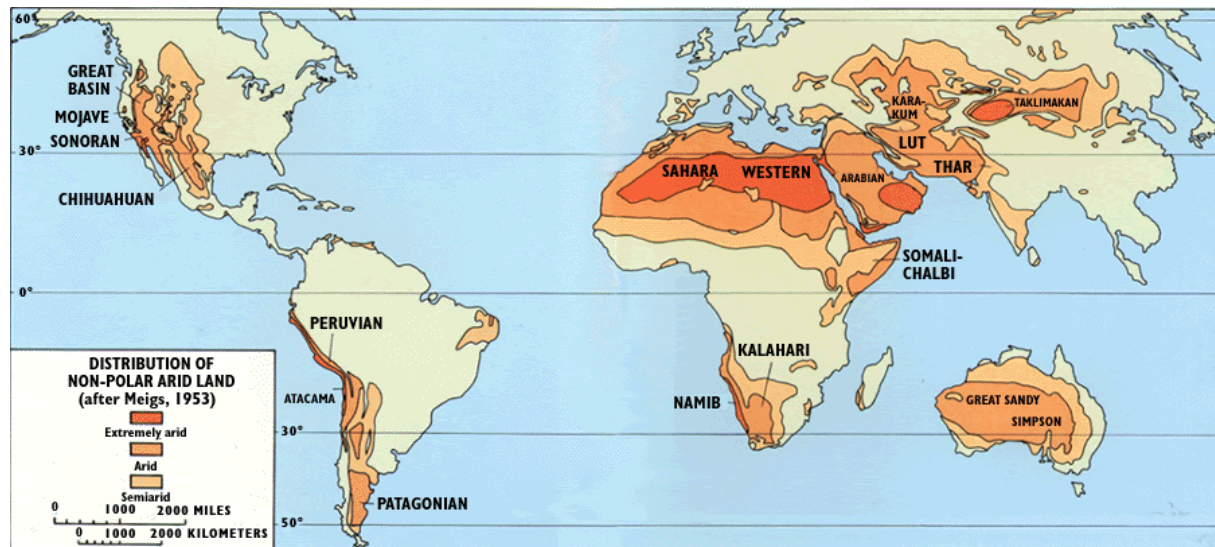 60°
GREAT
BASIN
MOJAVE
SONORAN
30°
CHIHUAHUAN
KARA-
KUM
TAKLIMAKAN
LUT
THAR
SAHARA
WESTERN
ARABIAN
SOMALI-
CHALBI
0°
PERUVIAN
ATACAMA
KALAHARI
NAMIB
GREAT SANDY
SIMPSON
30°
PATAGONIAN
50°
DISTRIBUTION OF
NON-POLAR ARID LAND
(after Meigs, 1953)
Extremely arid
Arid
Semiarid
0 1000 2000 MILES
0 1000 2000 KILOMETERS